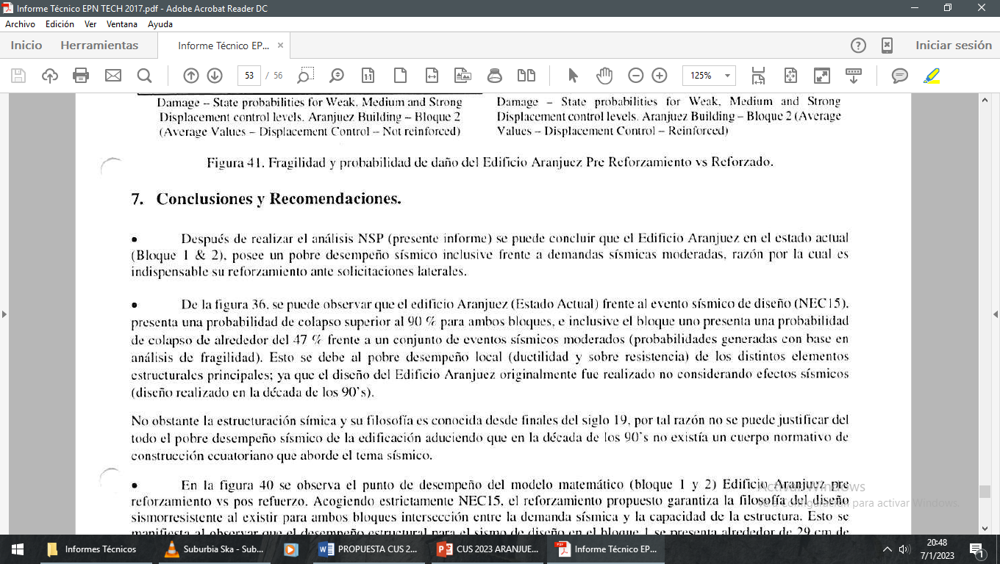 Informe Técnico EPN TECH 2017.pdf - Adobe Acrobat Reader DC
Archivo Edición Ver Ventana Ayuda
Inicio Herramientas Informe Técnico EP... × Iniciar sesión
53 / 56 125%
Damage – State probabilities for Weak, Medium and Strong
Displacement control levels. Aranjuez Building – Bloque 2
(Average Values – Displacement Control – Not reinforced)
Damage – State probabilities for Weak, Medium and Strong
Displacement control levels. Aranjuez Building – Bloque 2 (Average
Values – Displacement Control – Reinforced)
Figura 41. Fragilidad y probabilidad de daño del Edificio Aranjuez Pre Reforzamiento vs Reforzado.
7. Conclusiones y Recomendaciones.
• Después de realizar el análisis NSP (presente informe) se puede concluir que el Edificio Aranjuez en el estado actual
(Bloque 1 & 2), posee un pobre desempeño sísmico inclusive frente a demandas sísmicas moderadas, razón por la cual es
indispensable su reforzamiento ante solicitaciones laterales.
• De la figura 36, se puede observar que el edificio Aranjuez (Estado Actual) frente al evento sísmico de diseño (NEC15),
presenta una probabilidad de colapso superior al 90 % para ambos bloques, e inclusive el bloque uno presenta una probabilidad
de colapso de alrededor del 47 % frente a un conjunto de eventos sísmicos moderados (probabilidades generadas con base en
análisis de fragilidad). Esto se debe al pobre desempeño local (ductilidad y sobre resistencia) de los distintos elementos
estructurales principales; ya que el diseño del Edificio Aranjuez originalmente fue realizado no considerando efectos sísmicos
(diseño realizado en la década de los 90's).
No obstante la estructuración símica y su filosofía es conocida desde finales del siglo 19, por tal razón no se puede justificar del
todo el pobre desempeño sísmico de la edificación aduciendo que en la década de los 90's no existía un cuerpo normativo de
construcción ecuatoriano que aborde el tema sísmico.
• En la figura 40 se observa el punto de desempeño del modelo matemático (bloque 1 y 2) Edificio Aranjuez pre
reforzamiento vs pos refuerzo. Acogiendo estrictamente NEC15, el reforzamiento propuesto garantiza la filosofía del diseño
sismorresistente al existir para ambos bloques intersección entre la demanda sísmica y la capacidad de la estructura. Esto se
manifiesta al observar que el desempeño estructural para el sismo de diseño en el bloque 1 se presenta alrededor de 29 cm de
Activar Windows
Ve a Configuración para activar Windows.
Informes Técnicos Suburbia Ska - Sub... PROPUESTA CUS 2... CUS 2023 ARANJUE... Informe Técnico EP... 20:48
7/1/2023
1